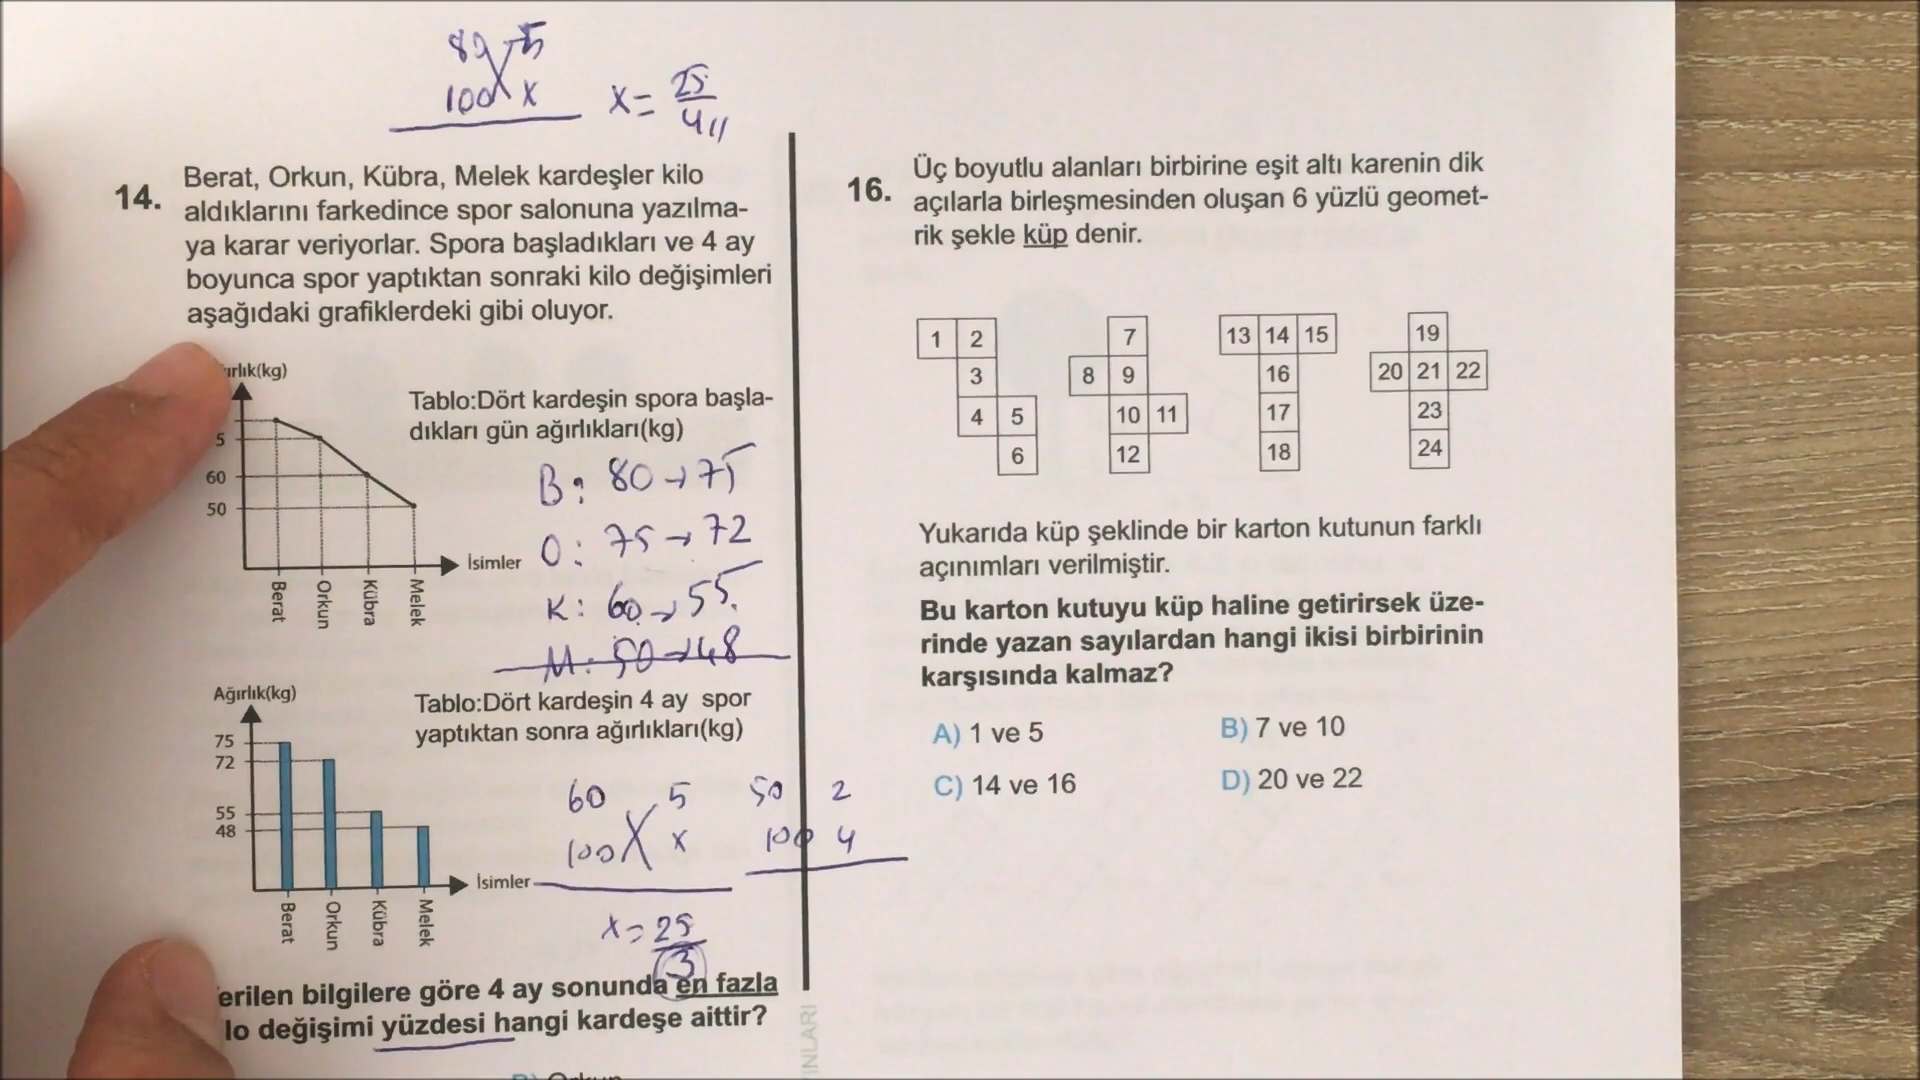 80 5
100 x
x = 25/4
14. Berat, Orkun, Kübra, Melek kardeşler kilo
aldıklarını farkedince spor salonuna yazılma-
ya karar veriyorlar. Spora başladıkları ve 4 ay
boyunca spor yaptıktan sonraki kilo değişimleri
aşağıdaki grafiklerdeki gibi oluyor.
Tablo:Dört kardeşin spora başla-
dıkları gün ağırlıkları(kg)
60
50
İsimler
Berat
Orkun
Kübra
Melek
B: 80→75
O: 75→72
K: 60→55
M: 50→48
Ağırlık(kg)
Tablo:Dört kardeşin 4 ay spor
yaptıktan sonra ağırlıkları(kg)
75
72
55
48
İsimler
Berat
Orkun
Kübra
Melek
60 5
100 x
x = 25/3
50 2
100 4
en fazla
lo değişimi yüzdesi hangi kardeşe aittir?
bilgilere göre 4 ay sonunda
16. Üç boyutlu alanları birbirine eşit altı karenin dik
açılarla birleşmesinden oluşan 6 yüzlü geomet-
rik şekle küp denir.
1 2
3
4 5
6
7
8 9
10 11
12
13 14 15
16
17
18
19
20 21 22
23
24
Yukarıda küp şeklinde bir karton kutunun farklı
açınımları verilmiştir.
Bu karton kutuyu küp haline getirirsek üze-
rinde yazan sayılardan hangi ikisi birbirinin
karşısında kalmaz?
A) 1 ve 5
B) 7 ve 10
C) 14 ve 16
D) 20 ve 22